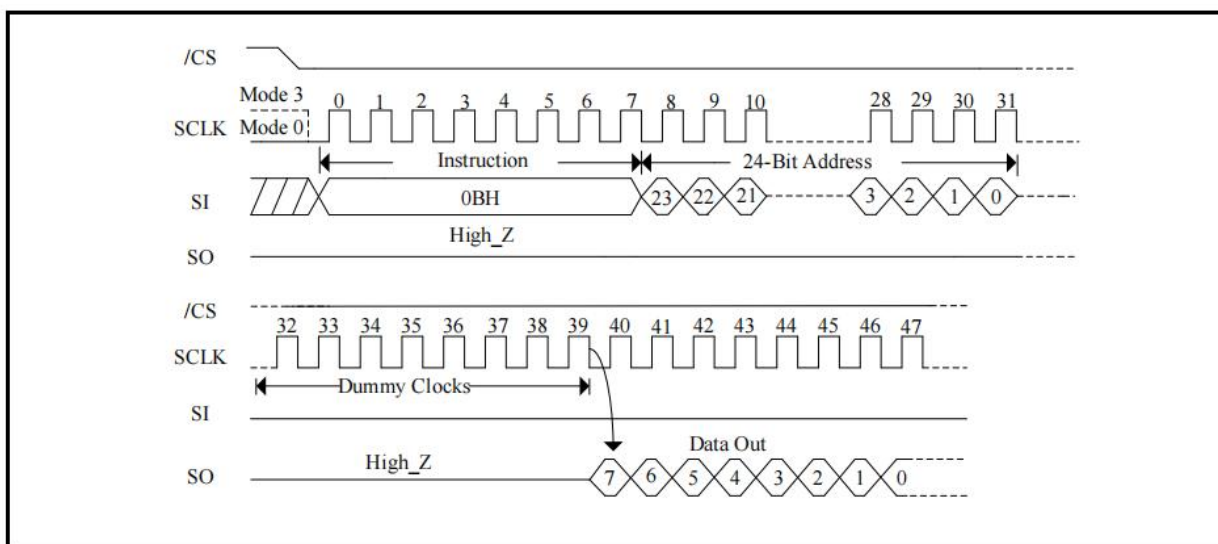 /CS
Mode 3
0 1 2 3 4 5 6 7 8 9 10 28 29 30 31
SCLK
Mode 0
Instruction
24-Bit Address
SI
0BH
23 22 21 3 2 1 0
High_Z
SO
/CS
32 33 34 35 36 37 38 39 40 41 42 43 44 45 46 47
SCLK
Dummy Clocks
SI
Data Out
High_Z
SO
7 6 5 4 3 2 1 0